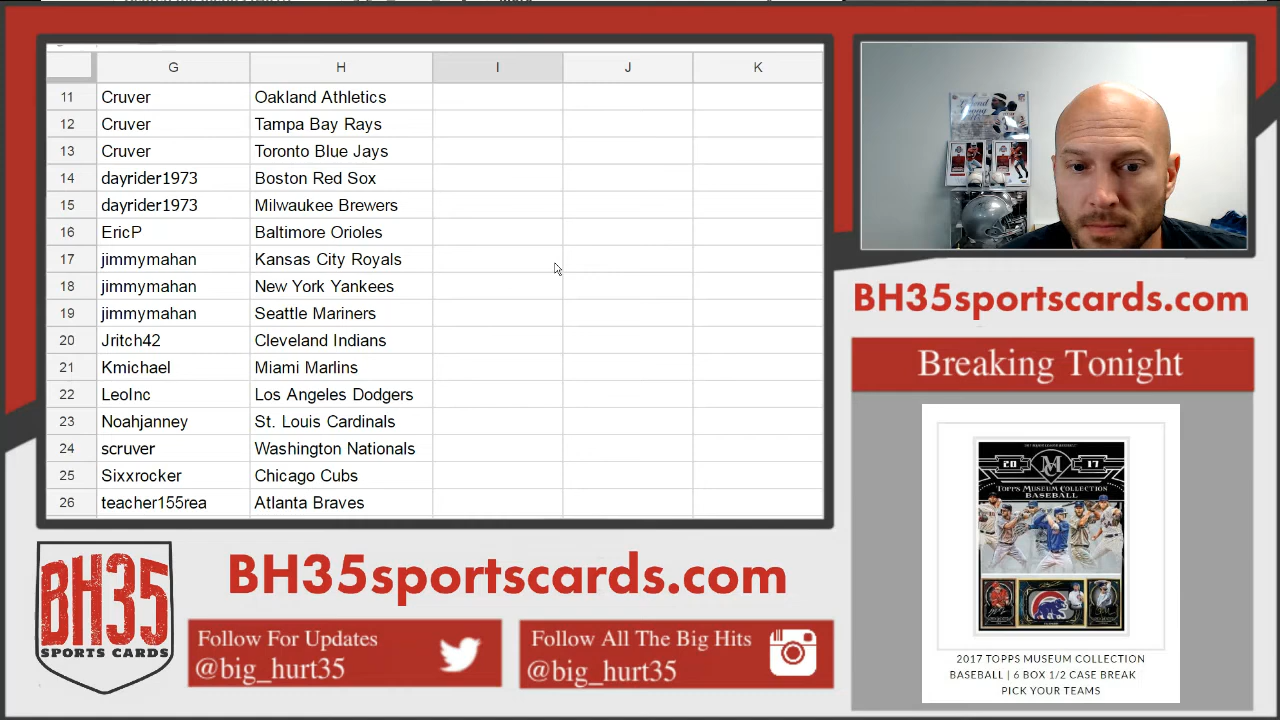 G H I J K
11 Cruver Oakland Athletics
12 Cruver Tampa Bay Rays
13 Cruver Toronto Blue Jays
14 dayrider1973 Boston Red Sox
15 dayrider1973 Milwaukee Brewers
16 EricP Baltimore Orioles
17 jimmymahan Kansas City Royals
18 jimmymahan New York Yankees
19 jimmymahan Seattle Mariners
20 Jritch42 Cleveland Indians
21 Kmichael Miami Marlins
22 LeoInc Los Angeles Dodgers
23 Noahjanney St. Louis Cardinals
24 scruver Washington Nationals
25 Sixxrocker Chicago Cubs
26 teacher155rea Atlanta Braves
BH35sportscards.com
Breaking Tonight
20 M 17
TOPPS MUSEUM COLLECTION
BASEBALL
2017 TOPPS MUSEUM COLLECTION
BASEBALL | 6 BOX 1/2 CASE BREAK
PICK YOUR TEAMS
BH35
SPORTS CARDS
BH35sportscards.com
Follow For Updates
@big_hurt35
Follow All The Big Hits
@big_hurt35